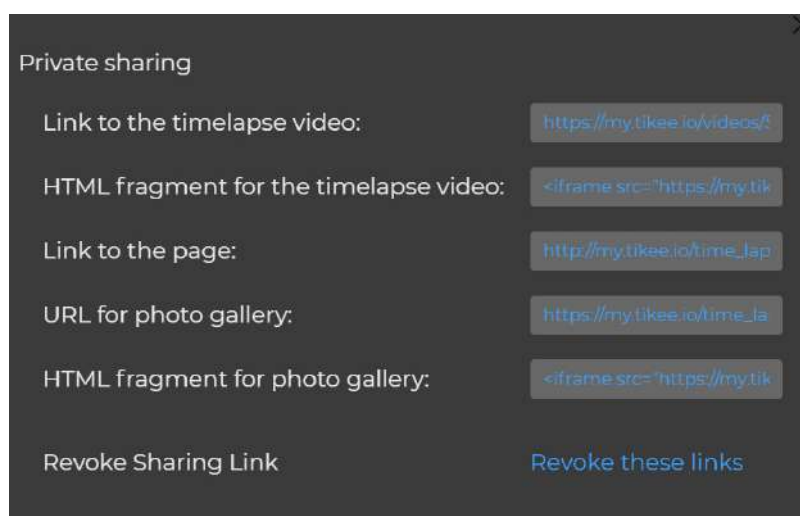 Private sharing
Link to the timelapse video: https://my.tikee.io/videos/5
HTML fragment for the timelapse video: <iframe src="https://my.tik
Link to the page: http://my.tikee.io/time_lap
URL for photo gallery: https://my.tikee.io/time_la
HTML fragment for photo gallery: <iframe src="https://my.tik
Revoke Sharing Link Revoke these links